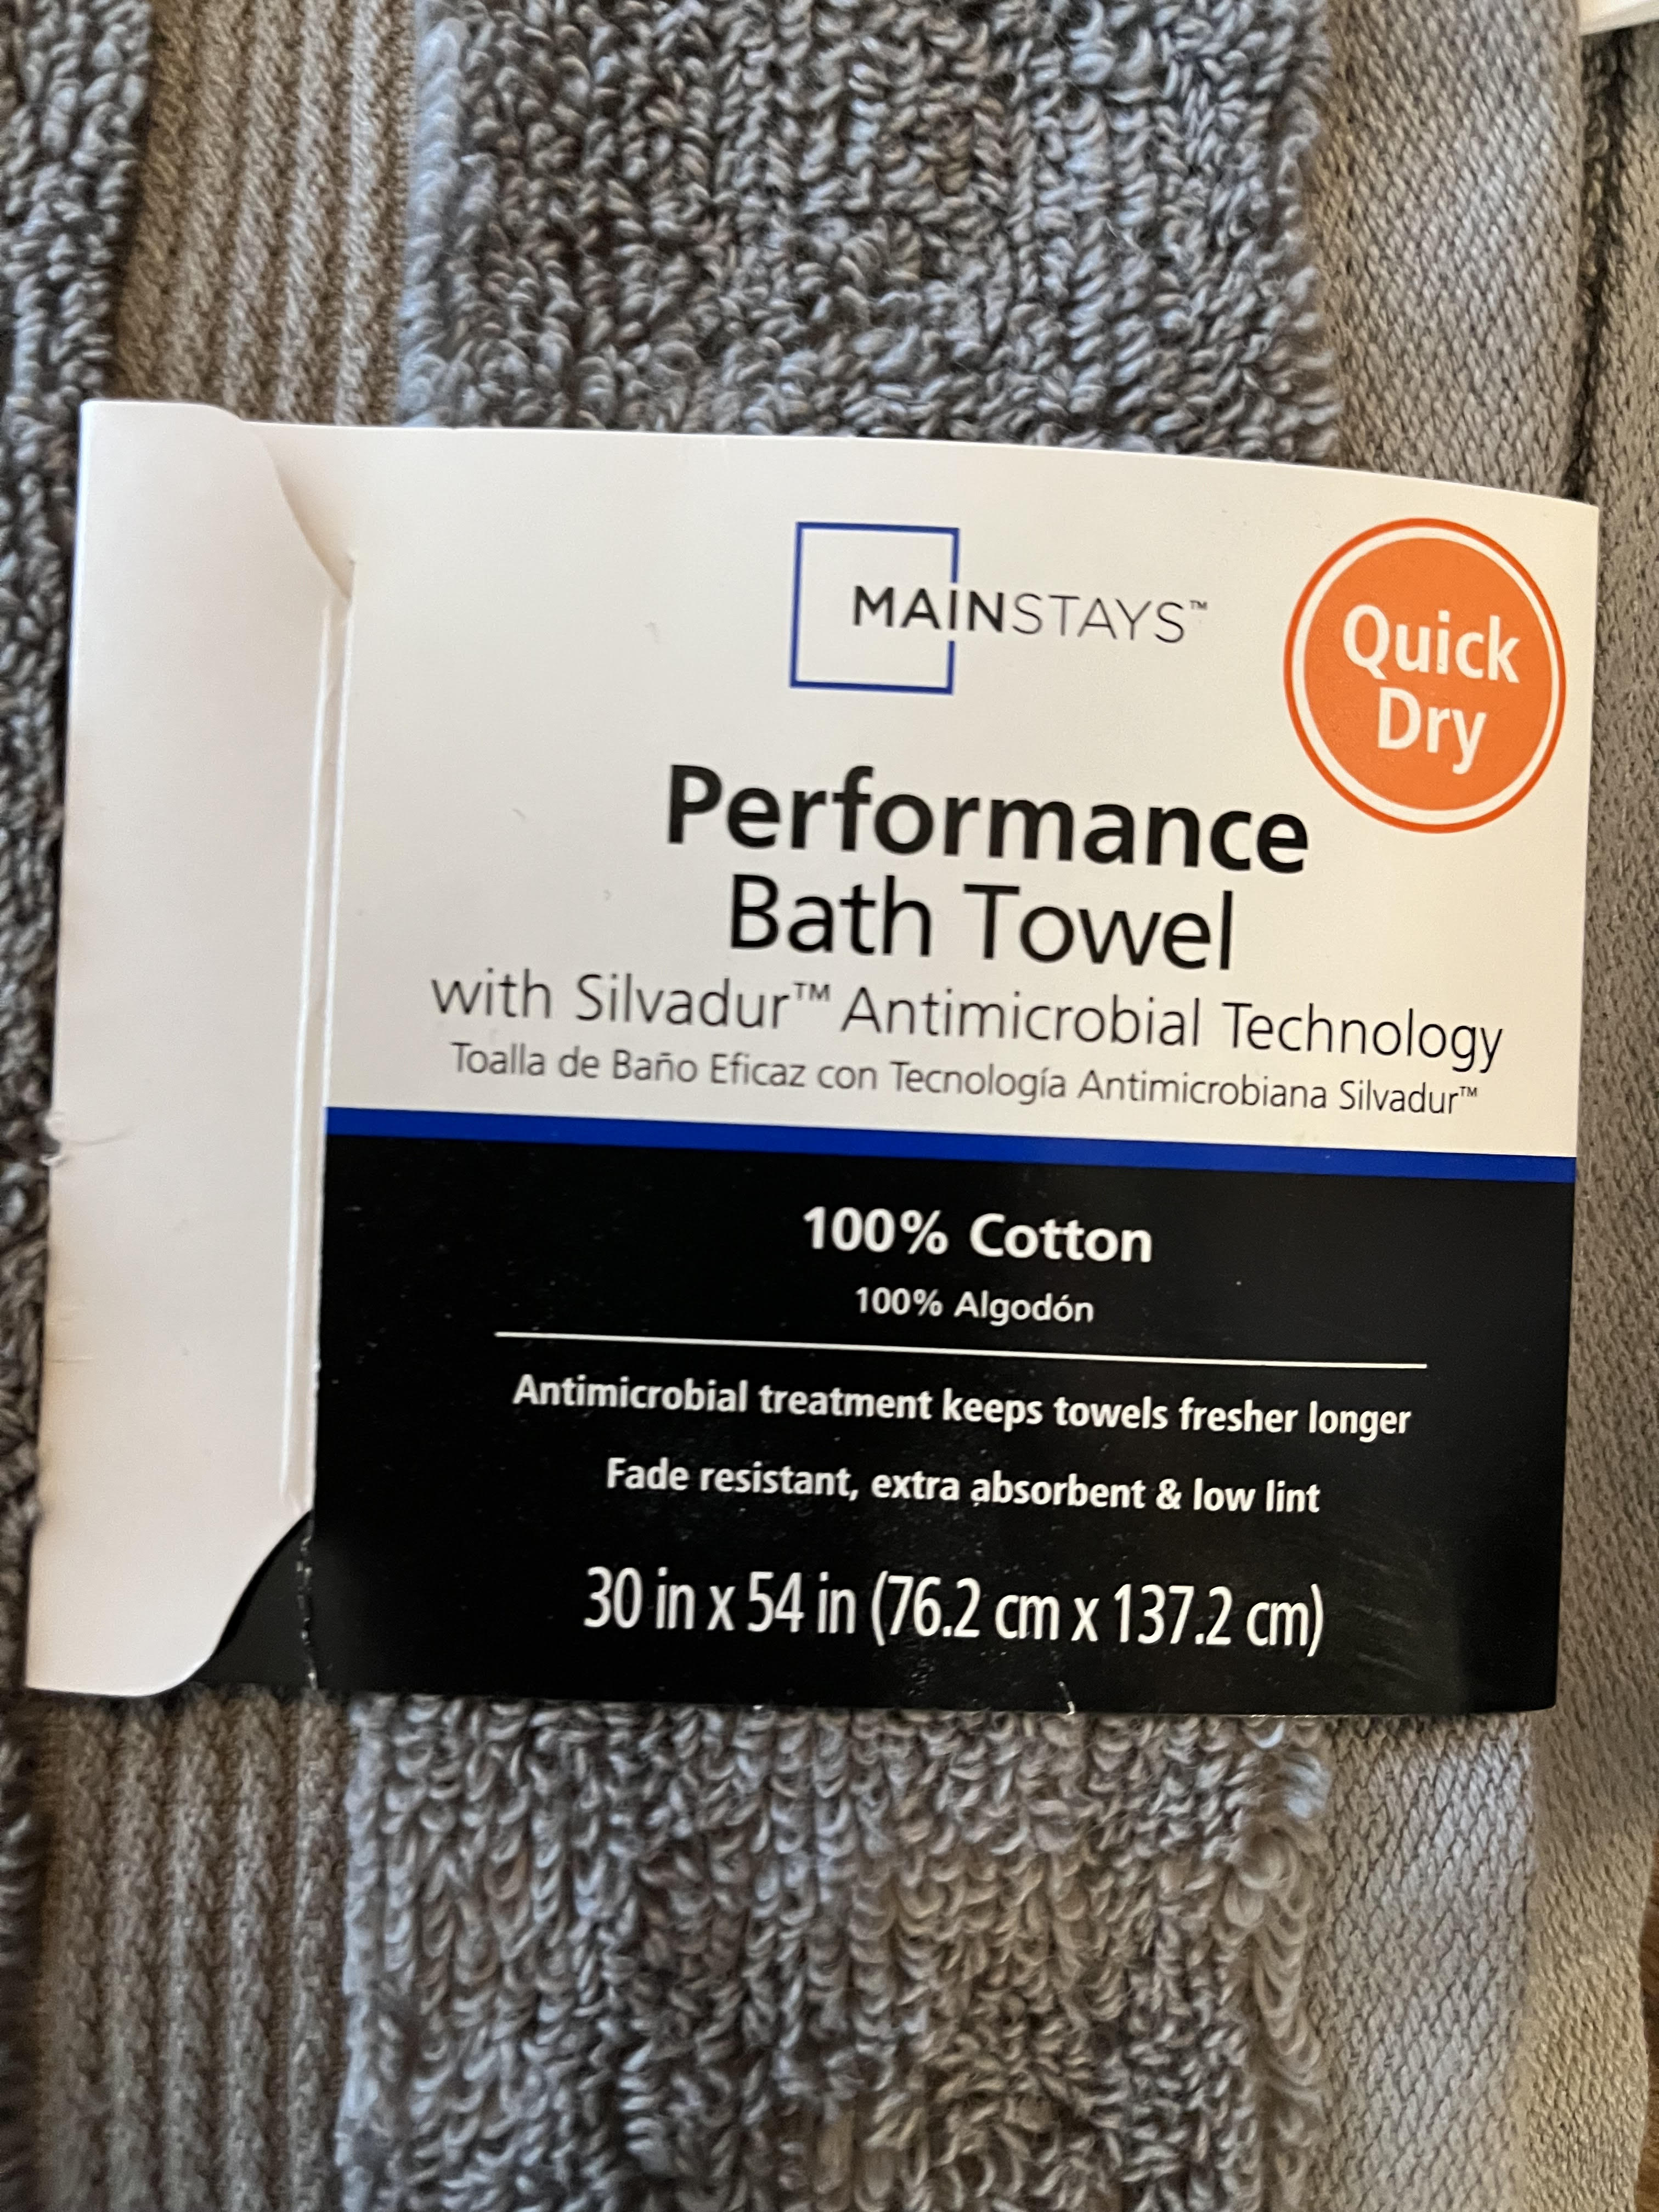 MAINSTAYS™
Quick
Dry
Performance
Bath Towel
with Silvadur™ Antimicrobial Technology
Toalla de Baño Eficaz con Tecnología Antimicrobiana Silvadur™
100% Cotton
100% Algodón
Antimicrobial treatment keeps towels fresher longer
Fade resistant, extra absorbent & low lint
30 in x 54 in (76.2 cm x 137.2 cm)